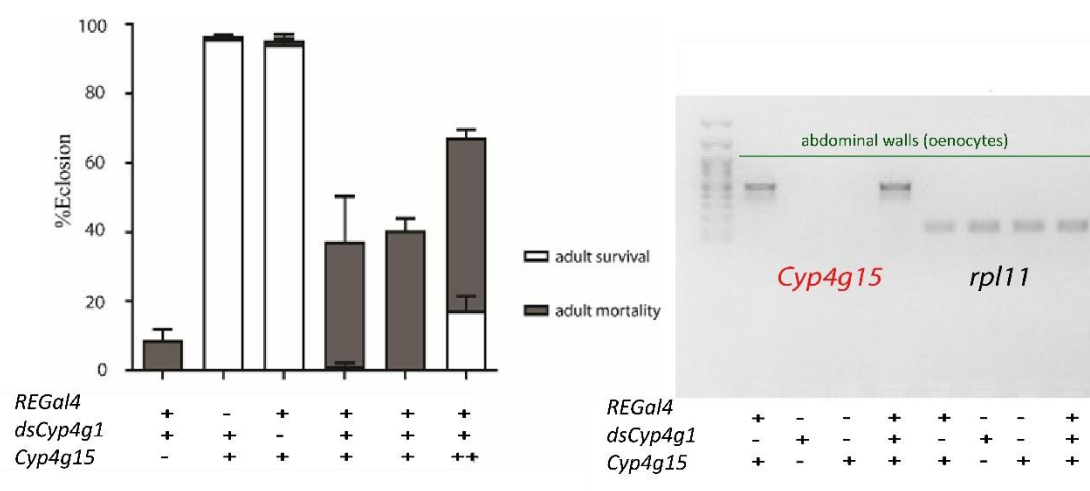 100
80
60
40
20
0
%Eclosion
adult survival
adult mortality
REGal4 + - + + + +
dsCyp4g1 + + - + + +
Cyp4g15 - + + + + ++
abdominal walls (oenocytes)
Cyp4g15 rpl11
REGal4 + - - + + - - +
dsCyp4g1 - + - + - + - +
Cyp4g15 + - + + + - + +